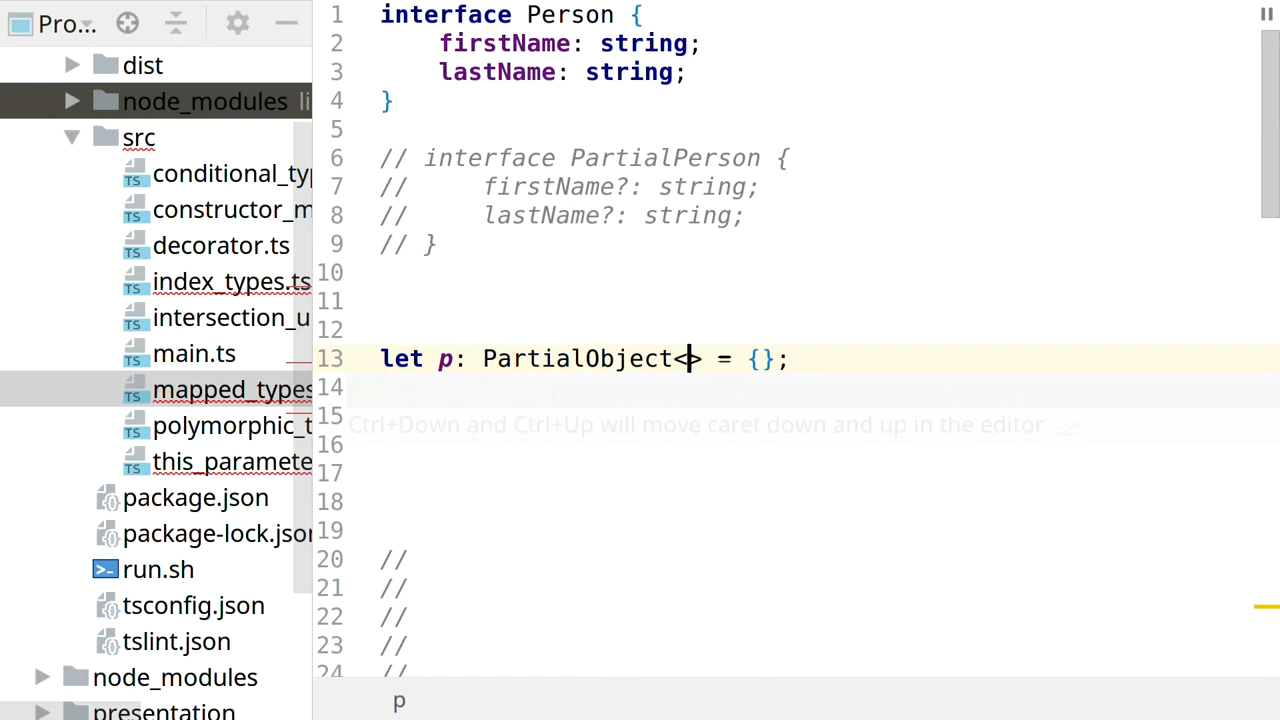 Pro...
dist
node_modules li
src
conditional_typ
constructor_m
decorator.ts
index_types.ts
intersection_u
main.ts
mapped_types
polymorphic_t
this_paramete
package.json
package-lock.json
run.sh
tsconfig.json
tslint.json
node_modules
presentation
1 interface Person {
2 firstName: string;
3 lastName: string;
4 }
5
6 // interface PartialPerson {
7 // firstName?: string;
8 // lastName?: string;
9 // }
10
11
12
13 let p: PartialObject<> = {};
14
15
Ctrl+Down and Ctrl+Up will move caret down and up in the editor >>
16
17
18
19
20 //
21 //
22 //
23 //
24 //
p